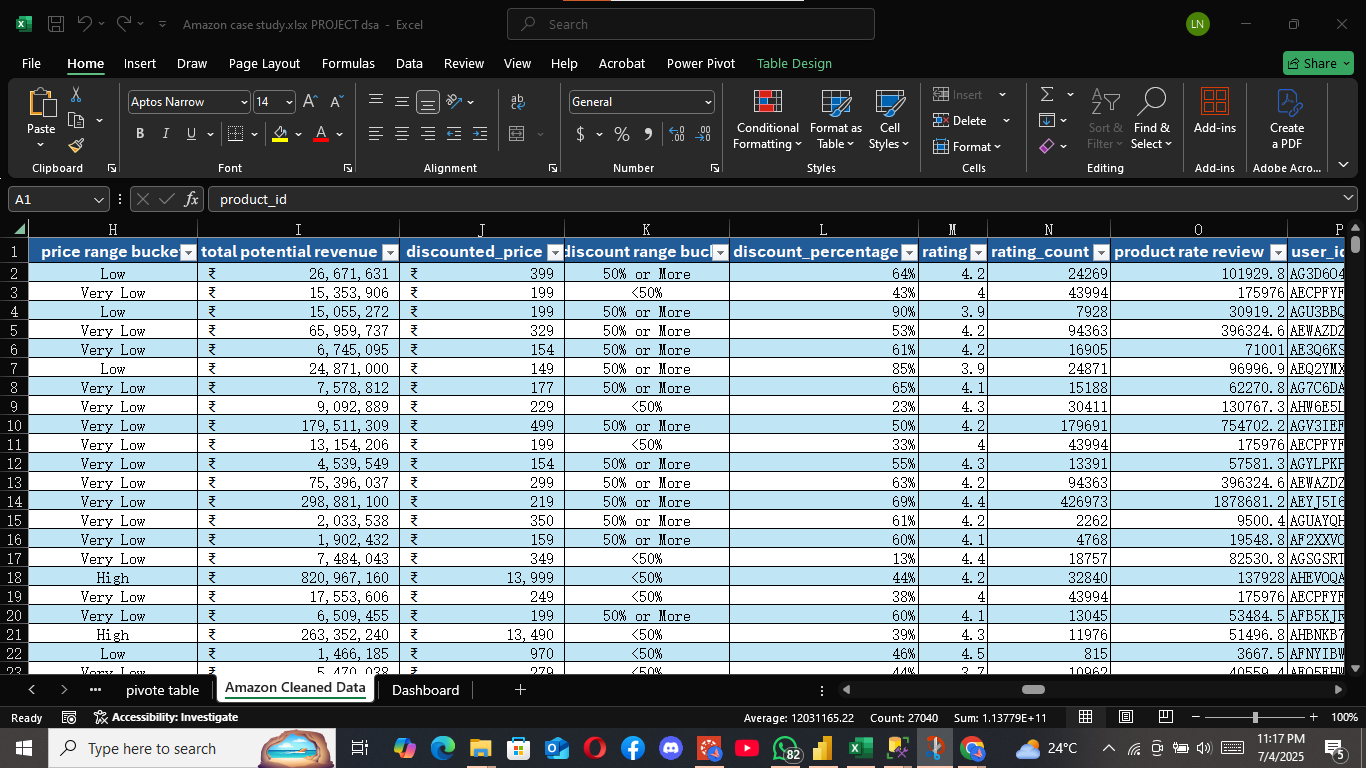 Amazon case study.xlsx PROJECT dsa - Excel
Search
LN
File Home Insert Draw Page Layout Formulas Data Review View Help Acrobat Power Pivot Table Design
Share
Aptos Narrow 14 General Insert
Paste Conditional Formatting Format as Table Cell Styles Delete Sort & Filter Find & Select Add-ins Create a PDF
Format
Clipboard Font Alignment Number Styles Cells Editing Add-ins Adobe Acro...
A1 fx product_id
H I J K L M N O P
1 price range bucke total potential revenue discounted_price discount range buc discount_percentage rating rating_count product rate review user_i
2 Low ₹ 26,671,631 ₹ 399 50% or More 64% 4.2 24269 101929.8 AG3D6O4
3 Very Low ₹ 15,353,906 ₹ 199 <50% 43% 4 43994 175976 AECPFYF
4 Low ₹ 15,055,272 ₹ 199 50% or More 90% 3.9 7928 30919.2 AGU3BBQ
5 Very Low ₹ 65,959,737 ₹ 329 50% or More 53% 4.2 94363 396324.6 AEWAZDZ
6 Very Low ₹ 6,745,095 ₹ 154 50% or More 61% 4.2 16905 71001 AE3Q6KS
7 Low ₹ 24,871,000 ₹ 149 50% or More 85% 3.9 24871 96996.9 AEQ2YMX
8 Very Low ₹ 7,578,812 ₹ 177 50% or More 65% 4.1 15188 62270.8 AG7C6DA
9 Very Low ₹ 9,092,889 ₹ 229 <50% 23% 4.3 30411 130767.3 AHW6E5L
10 Very Low ₹ 179,511,309 ₹ 499 50% or More 50% 4.2 179691 754702.2 AGV3IEF
11 Very Low ₹ 13,154,206 ₹ 199 <50% 33% 4 43994 175976 AECPFYF
12 Very Low ₹ 4,539,549 ₹ 154 50% or More 55% 4.3 13391 57581.3 AGYLPKP
13 Very Low ₹ 75,396,037 ₹ 299 50% or More 63% 4.2 94363 396324.6 AEWAZDZ
14 Very Low ₹ 298,881,100 ₹ 219 50% or More 69% 4.4 426973 1878681.2 AEYJ5I6
15 Very Low ₹ 2,033,538 ₹ 350 50% or More 61% 4.2 2262 9500.4 AGUAYQH
16 Very Low ₹ 1,902,432 ₹ 159 50% or More 60% 4.1 4768 19548.8 AF2XXVO
17 Very Low ₹ 7,484,043 ₹ 349 <50% 13% 4.4 18757 82530.8 AGSGSRT
18 High ₹ 820,967,160 ₹ 13,999 <50% 44% 4.2 32840 137928 AHEVOQA
19 Very Low ₹ 17,553,606 ₹ 249 <50% 38% 4 43994 175976 AECPFYF
20 Very Low ₹ 6,509,455 ₹ 199 50% or More 60% 4.1 13045 53484.5 AFB5KJR
21 High ₹ 263,352,240 ₹ 13,490 <50% 39% 4.3 11976 51496.8 AHBNKB7
22 Low ₹ 1,466,185 ₹ 970 <50% 46% 4.5 815 3667.5 AFNYIBW
23 Very Low ₹ 5,470,038 ₹ 279 <50% 44% 3.7 10962 40559.4
pivote table Amazon Cleaned Data Dashboard
Ready Accessibility: Investigate Average: 12031165.22 Count: 27040 Sum: 1.13779E+11 100%
Type here to search 82 24°C 11:17 PM
7/4/2025 5